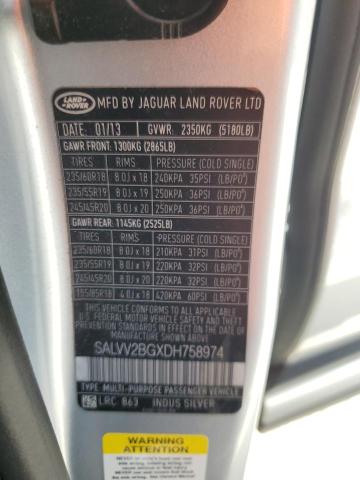 LAND ROVER
MFD BY JAGUAR LAND ROVER LTD
DATE: 01/13 GVWR: 2350KG (5180LB)
GAWR FRONT: 1300KG (2865LB)
TIRES RIMS PRESSURE (COLD SINGLE)
235/60R18 8.0J x 18 240KPA 35PSI (LB/PO²)
235/55R19 8.0J x 19 250KPA 36PSI (LB/PO²)
245/45R20 8.0J x 20 250KPA 36PSI (LB/PO²)
GAWR REAR: 1145KG (2525LB)
TIRES RIMS PRESSURE (COLD SINGLE)
235/60R18 8.0J x 18 210KPA 31PSI (LB/PO²)
235/55R19 8.0J x 19 220KPA 32PSI (LB/PO²)
245/45R20 8.0J x 20 220KPA 32PSI (LB/PO²)
155/85R18 4.0J x 18 420KPA 60PSI (LB/PO²)
THIS VEHICLE CONFORMS TO ALL APPLICABLE
U.S. FEDERAL MOTOR VEHICLE SAFETY
STANDARDS IN EFFECT ON THE DATE OF
MANUFACTURE SHOWN ABOVE
SALVV2BGXDH758974
TYPE: MULTI-PURPOSE PASSENGER VEHICLE
LRC 863 INDUS SILVER
WARNING
AVERTISSEMENT